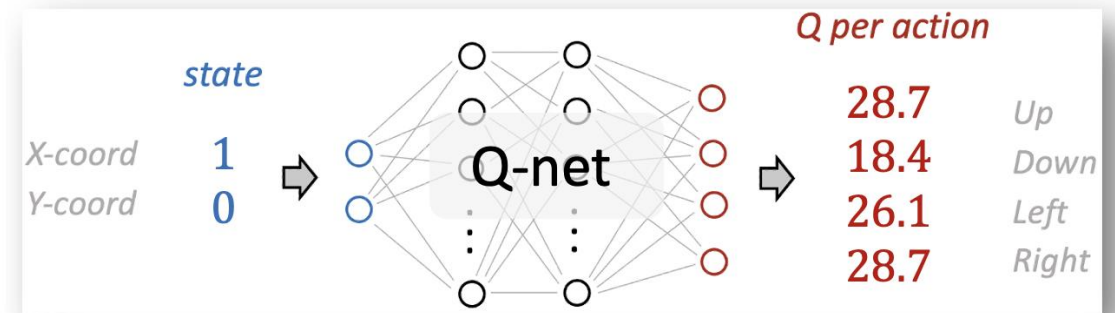 Q per action
state
X-coord 1
Y-coord 0
Q-net
28.7 Up
18.4 Down
26.1 Left
28.7 Right